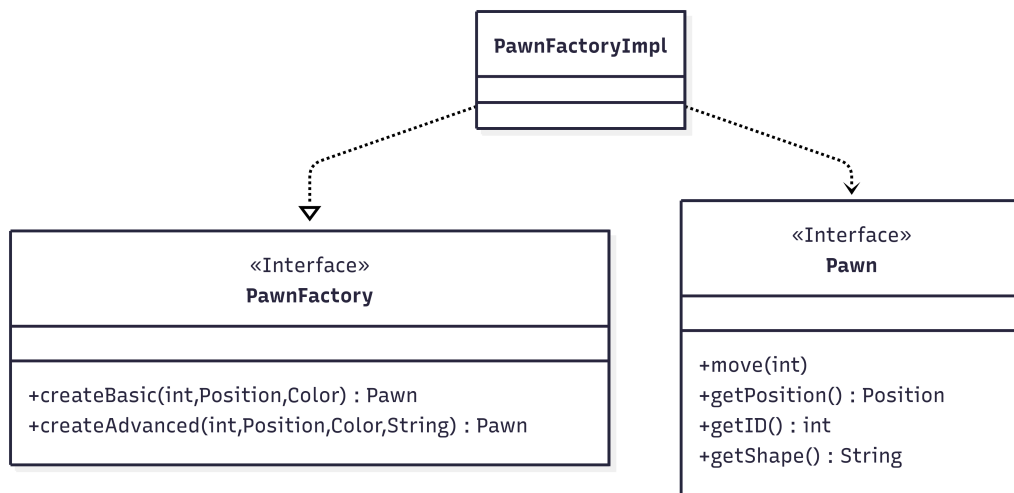 PawnFactoryImpl
«Interface»
PawnFactory
+createBasic(int,Position,Color) : Pawn
+createAdvanced(int,Position,Color,String) : Pawn
«Interface»
Pawn
+move(int)
+getPosition() : Position
+getID() : int
+getShape() : String